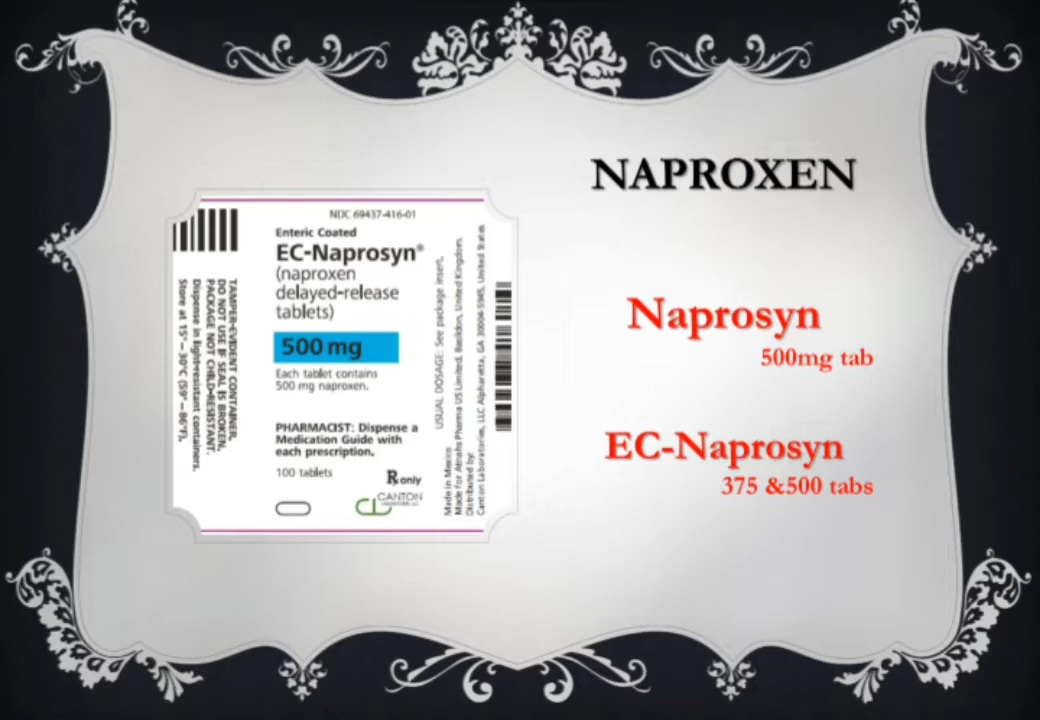 NAPROXEN
Naprosyn
500mg tab
EC-Naprosyn
375 &500 tabs
NDC 69437-416-01
Enteric Coated
EC-Naprosyn®
(naproxen
delayed-release
tablets)
500 mg
Each tablet contains
500 mg naproxen.
PHARMACIST: Dispense a
Medication Guide with
each prescription.
100 tablets
Rx only
CANTON
TAMPER-EVIDENT CONTAINER.
DO NOT USE IF SEAL IS BROKEN.
PACKAGE NOT CHILD-RESISTANT.
Dispense in light-resistant containers.
Store at 15°–30°C (59°–86°F).
USUAL DOSAGE: See package insert.
Made in Mexico
Made for Atnahs Pharma US Limited, Basildon, United Kingdom.
Distributed by:
Canton Laboratories, LLC Alpharetta, GA 30004-5945, United States